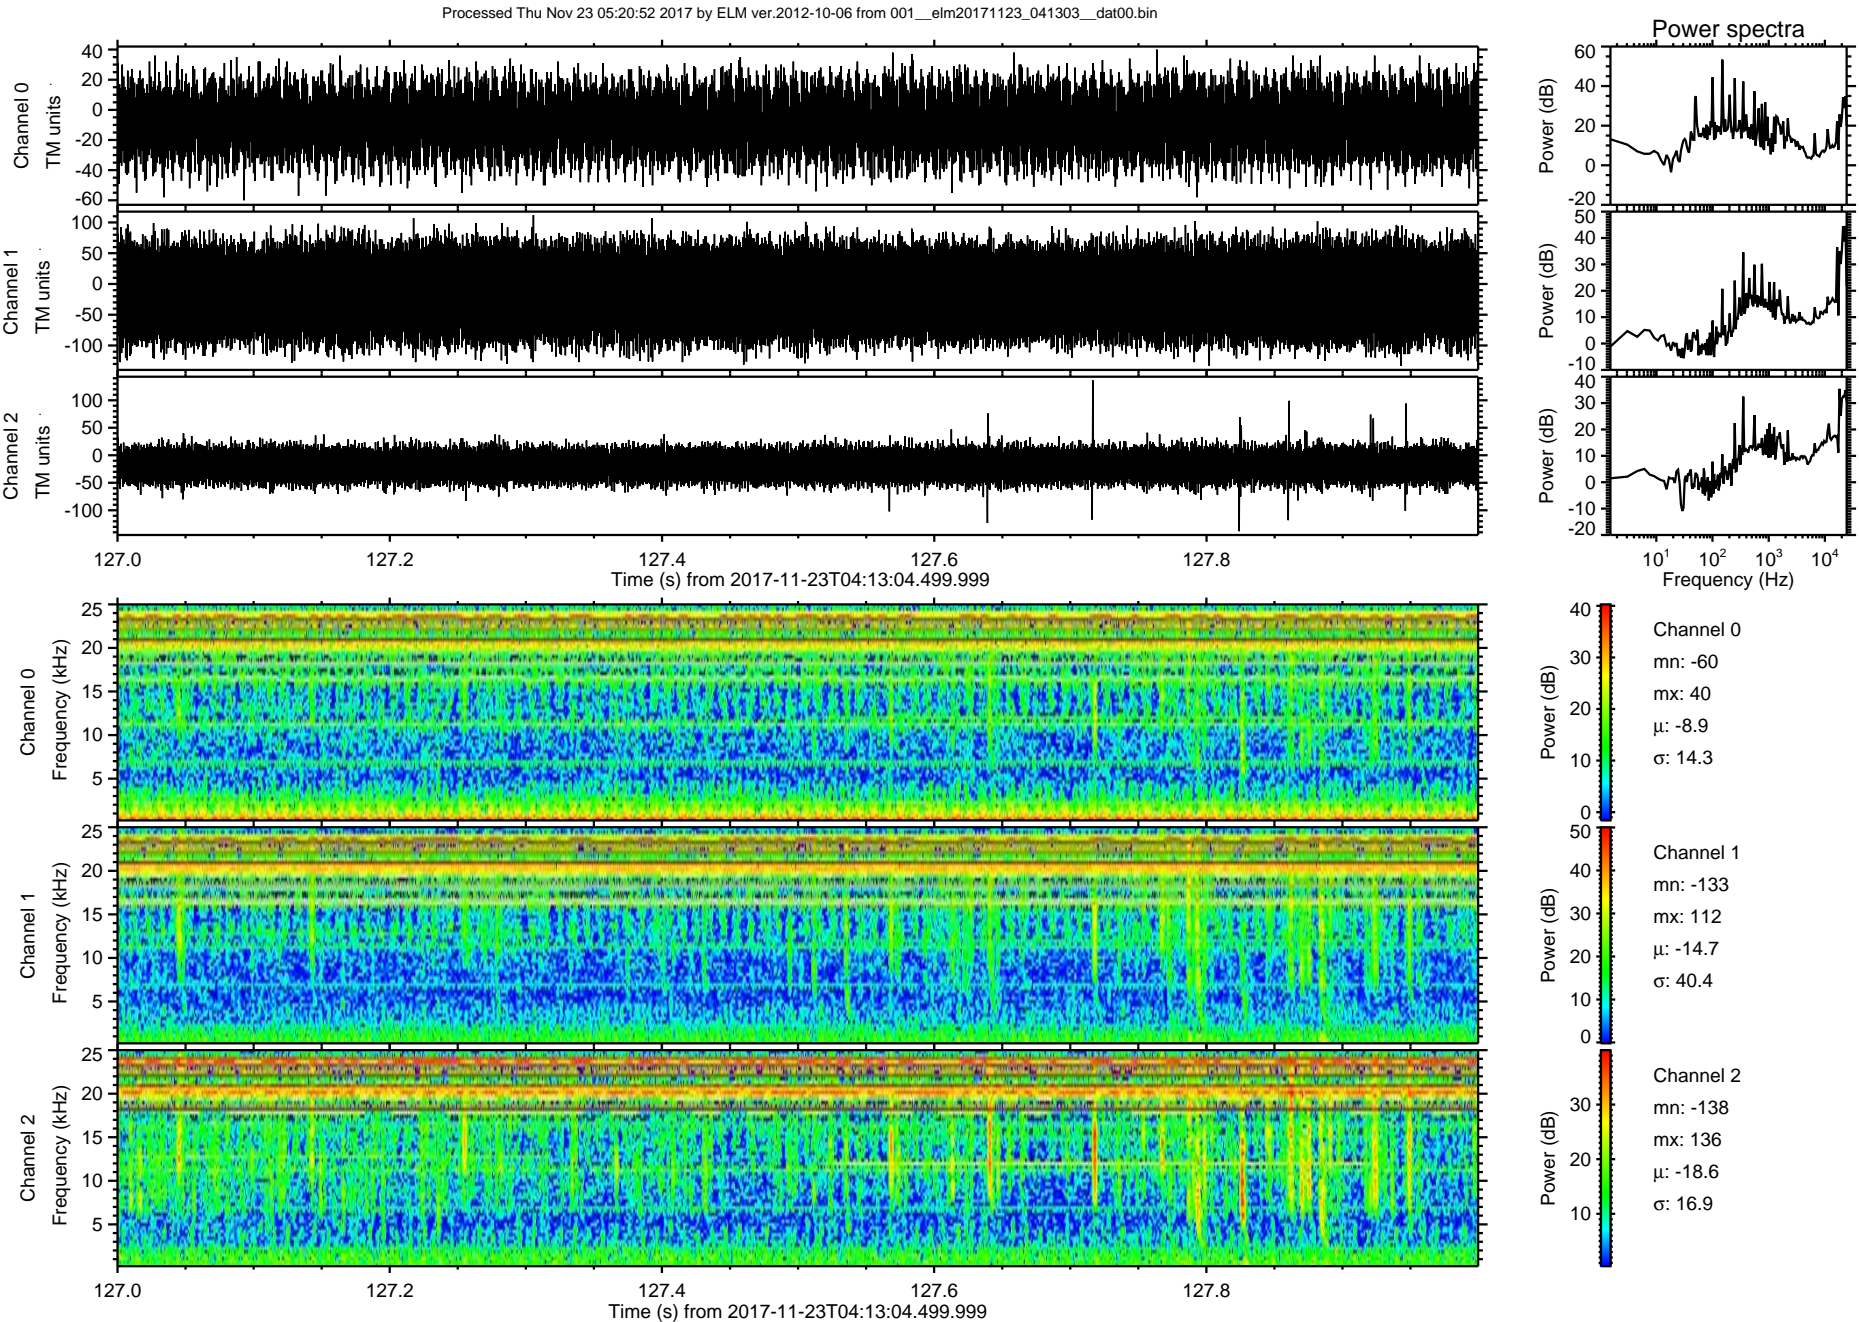 Processed Thu Nov 23 05:20:52 2017 by ELM ver.2012-10-06 from 001__elm20171123_041303__dat00.bin
Power spectra
Channel 0
TM units
40
20
0
-20
-40
-60
Power (dB)
60
40
20
0
-20
Channel 1
TM units
100
50
0
-50
-100
Power (dB)
50
40
30
20
10
0
-10
Channel 2
TM units
100
50
0
-50
-100
Power (dB)
40
30
20
10
0
-10
-20
127.0 127.2 127.4 127.6 127.8
Time (s) from 2017-11-23T04:13:04.499.999
10^1 10^2 10^3 10^4
Frequency (Hz)
Channel 0
Frequency (kHz)
25
20
15
10
5
Power (dB)
40
30
20
10
0
Channel 0
mn: -60
mx: 40
μ: -8.9
σ: 14.3
Channel 1
Frequency (kHz)
25
20
15
10
5
Power (dB)
50
40
30
20
10
0
Channel 1
mn: -133
mx: 112
μ: -14.7
σ: 40.4
Channel 2
Frequency (kHz)
25
20
15
10
5
Power (dB)
30
20
10
Channel 2
mn: -138
mx: 136
μ: -18.6
σ: 16.9
127.0 127.2 127.4 127.6 127.8
Time (s) from 2017-11-23T04:13:04.499.999